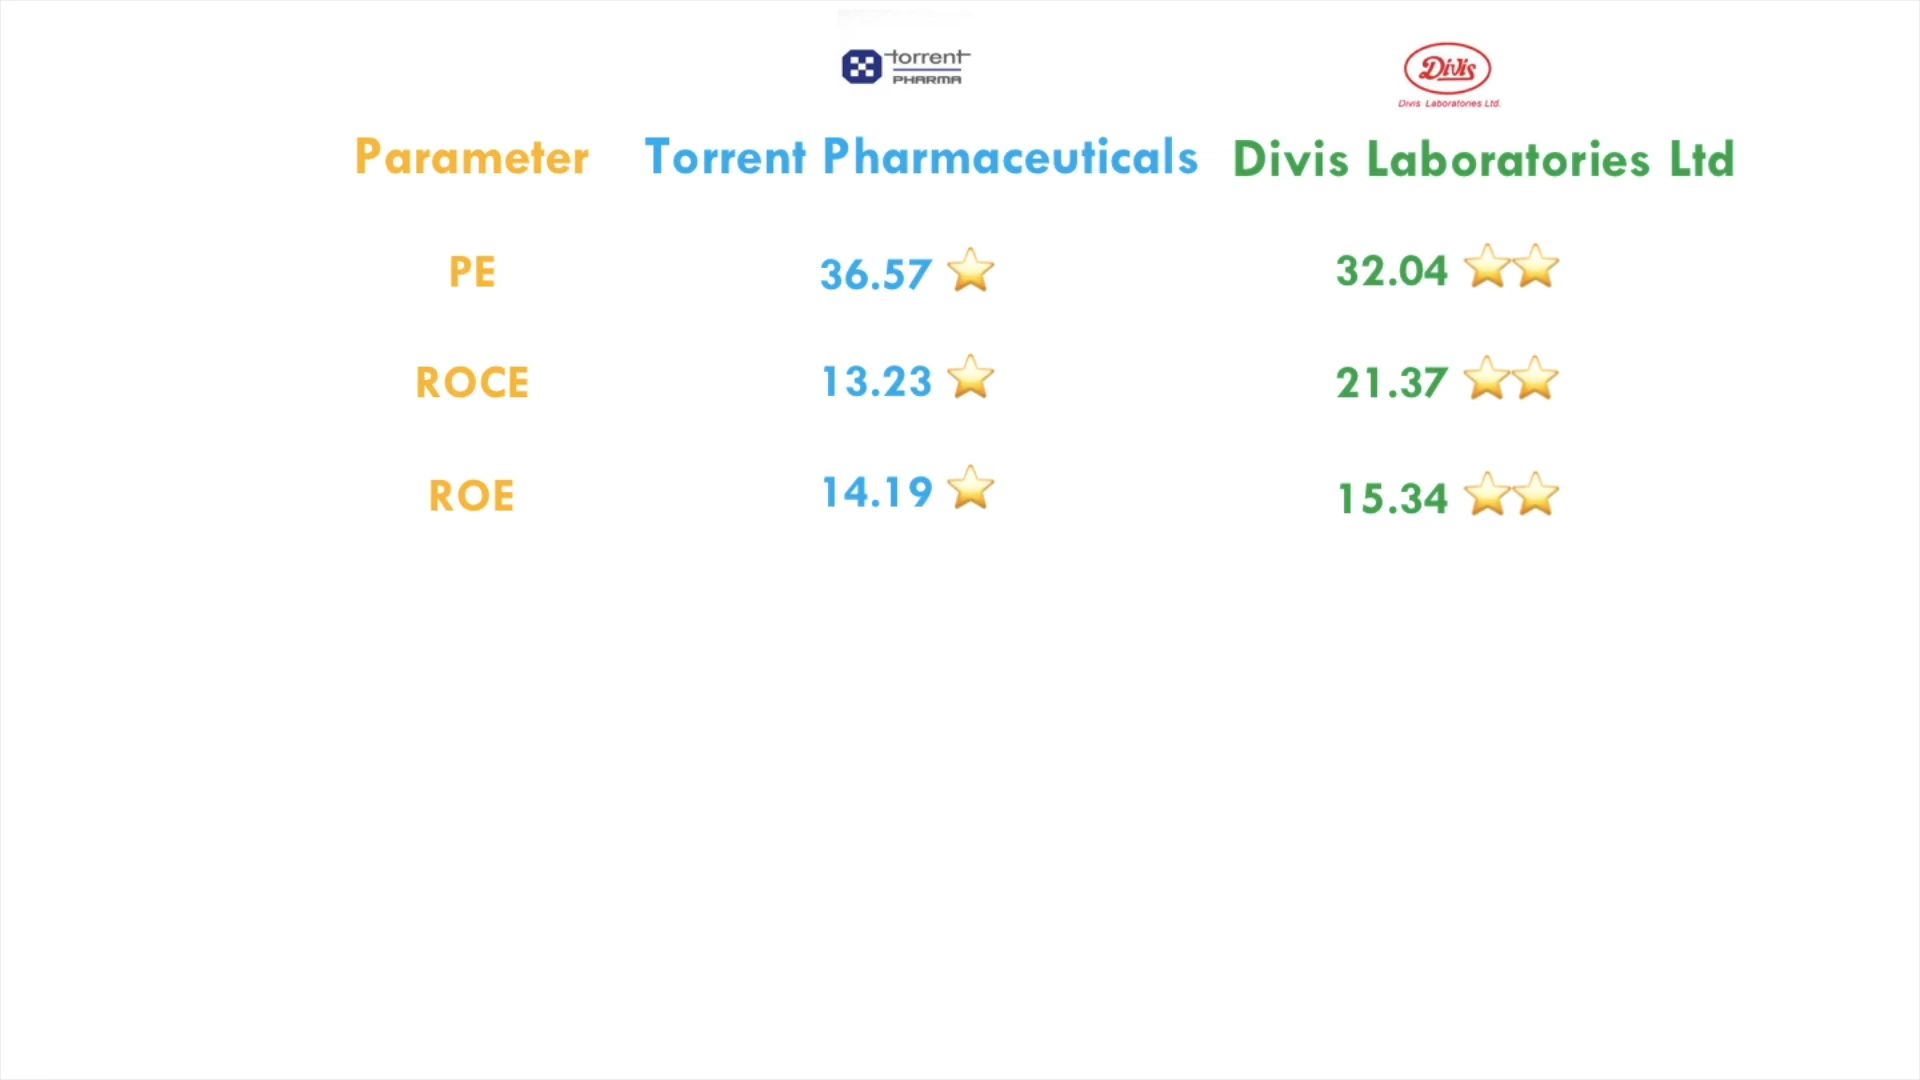 torrent
PHARMA
Divis
Divis Laboratories Ltd.
Parameter Torrent Pharmaceuticals Divis Laboratories Ltd
PE 36.57 32.04
ROCE 13.23 21.37
ROE 14.19 15.34